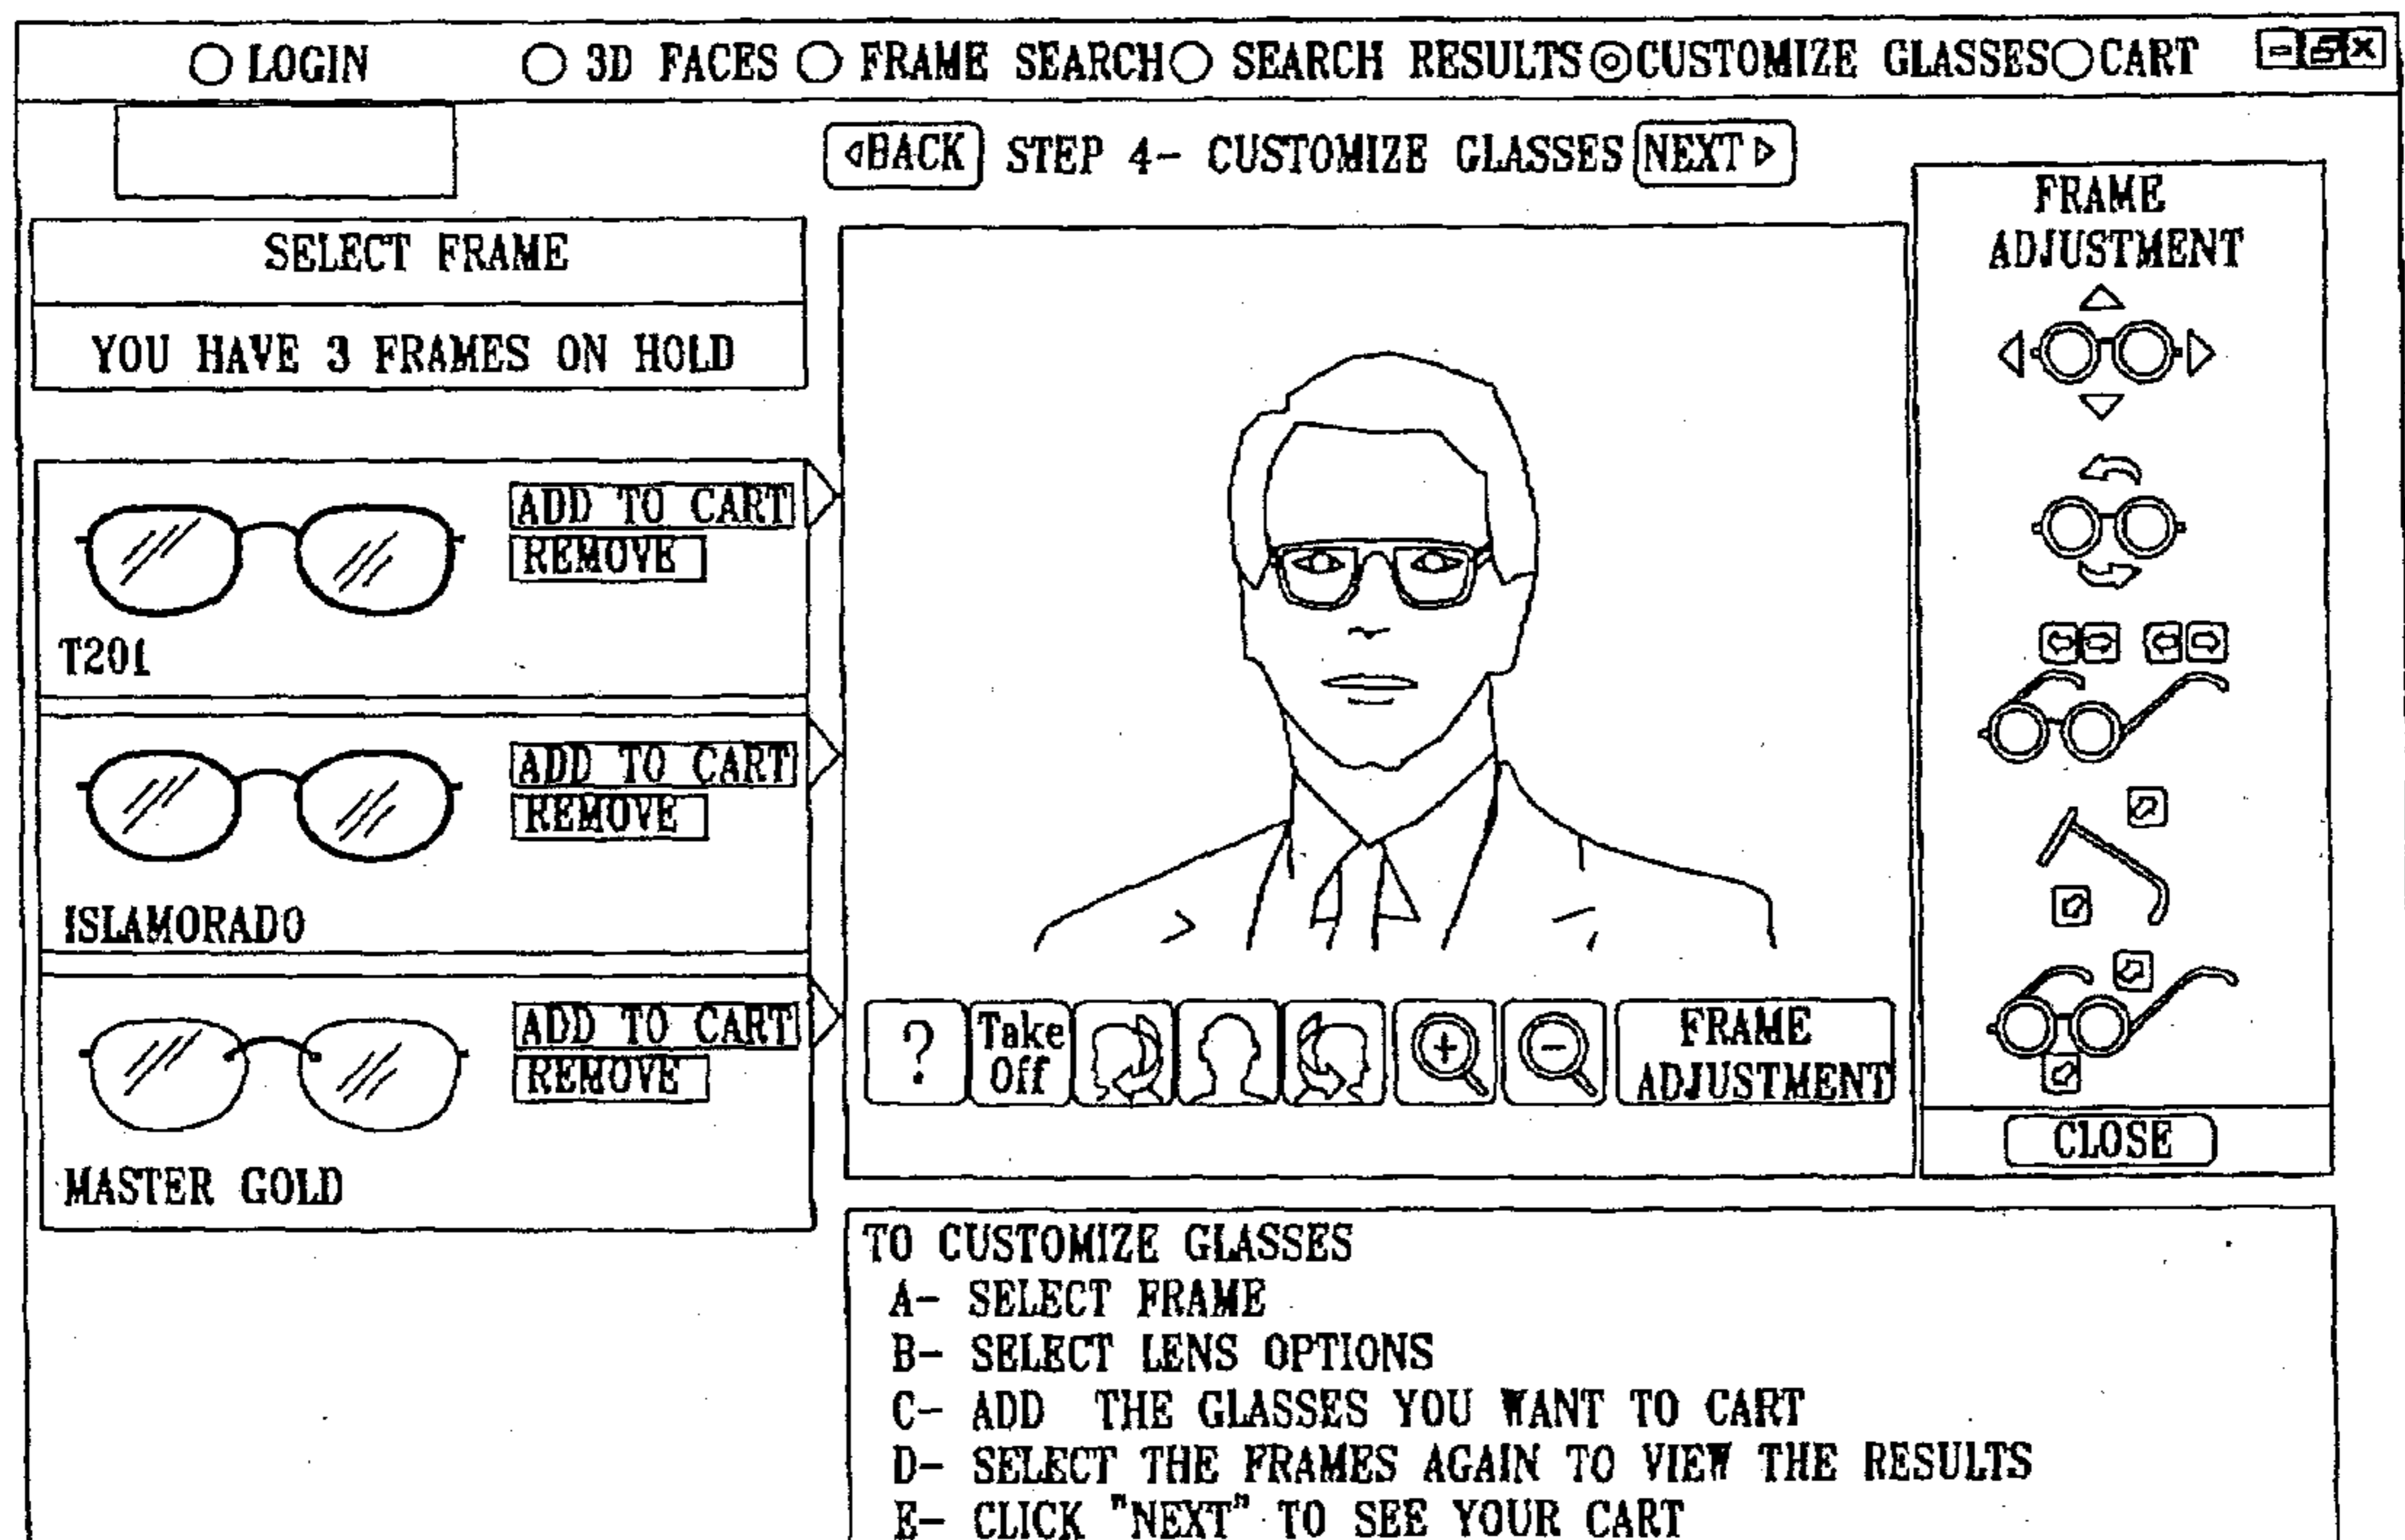 LOGIN 3D FACES FRAME SEARCH SEARCH RESULTS CUSTOMIZE GLASSES CART
BACK STEP 4- CUSTOMIZE GLASSES NEXT
SELECT FRAME
YOU HAVE 3 FRAMES ON HOLD
ADD TO CART
REMOVE
T201
ADD TO CART
REMOVE
ISLAMORADO
ADD TO CART
REMOVE
MASTER GOLD
?
Take
Off
FRAME
ADJUSTMENT
FRAME
ADJUSTMENT
CLOSE
TO CUSTOMIZE GLASSES
A- SELECT FRAME
B- SELECT LENS OPTIONS
C- ADD THE GLASSES YOU WANT TO CART
D- SELECT THE FRAMES AGAIN TO VIEW THE RESULTS
E- CLICK "NEXT" TO SEE YOUR CART